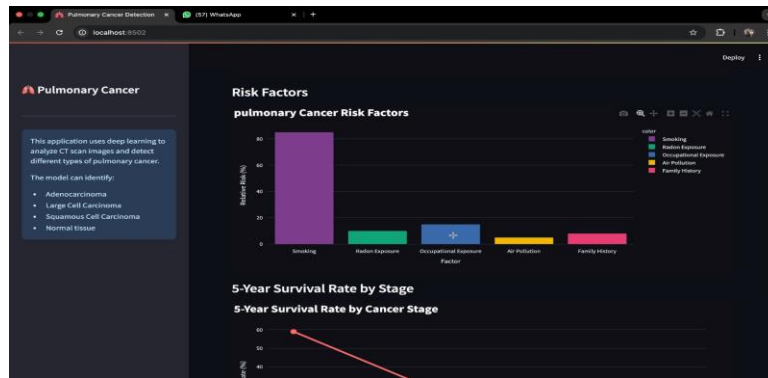 Pulmonary Cancer Detection
(57) WhatsApp
localhost:8502
Deploy
Pulmonary Cancer
This application uses deep learning to
analyze CT scan images and detect
different types of pulmonary cancer.
The model can identify:
Adenocarcinoma
Large Cell Carcinoma
Squamous Cell Carcinoma
Normal tissue
Risk Factors
pulmonary Cancer Risk Factors
color
Smoking
Radon Exposure
Occupational Exposure
Air Pollution
Family History
Relative Risk (%)
80
60
40
20
0
Smoking
Radon Exposure
Occupational Exposure
Air Pollution
Family History
Factor
5-Year Survival Rate by Stage
5-Year Survival Rate by Cancer Stage
60
50
40